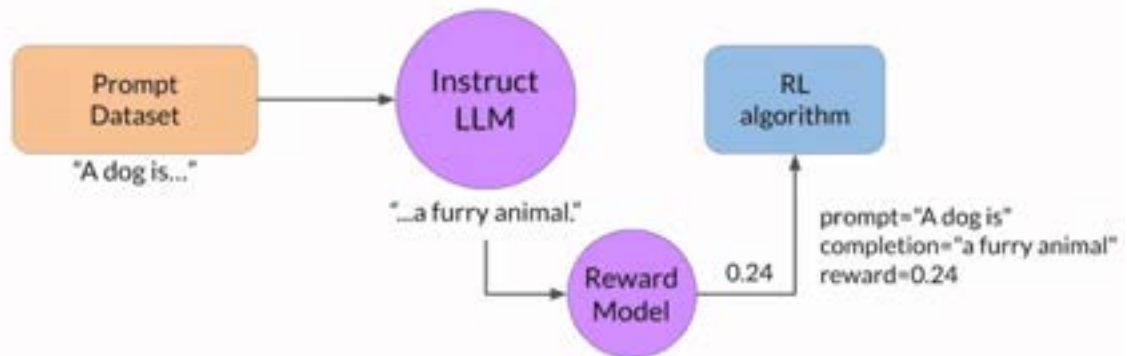 Prompt
Dataset
"A dog is..."
Instruct
LLM
"...a furry animal."
Reward
Model
0.24
RL
algorithm
prompt="A dog is"
completion="a furry animal"
reward=0.24